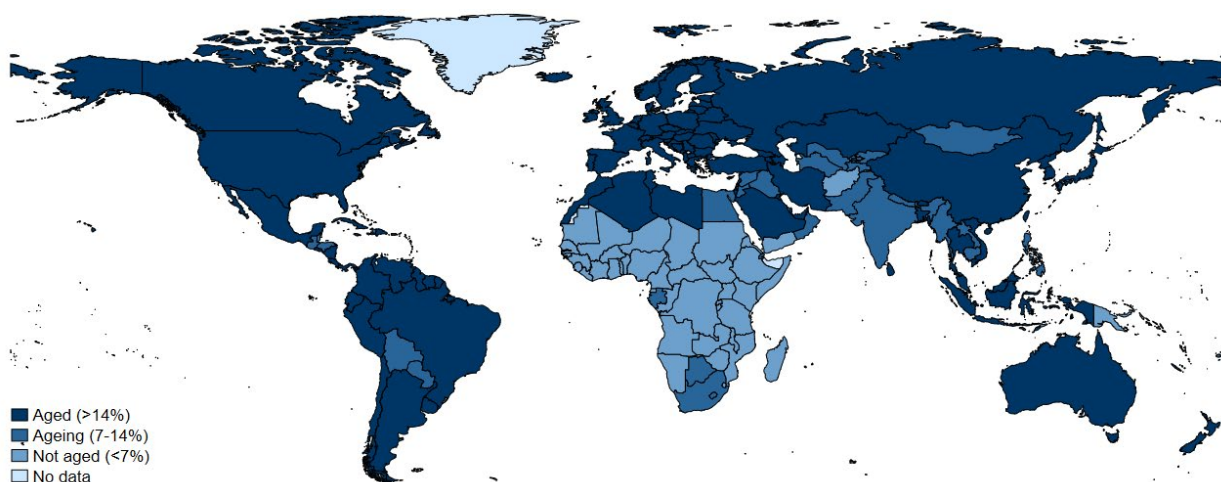 Aged (>14%)
Ageing (7-14%)
Not aged (<7%)
No data